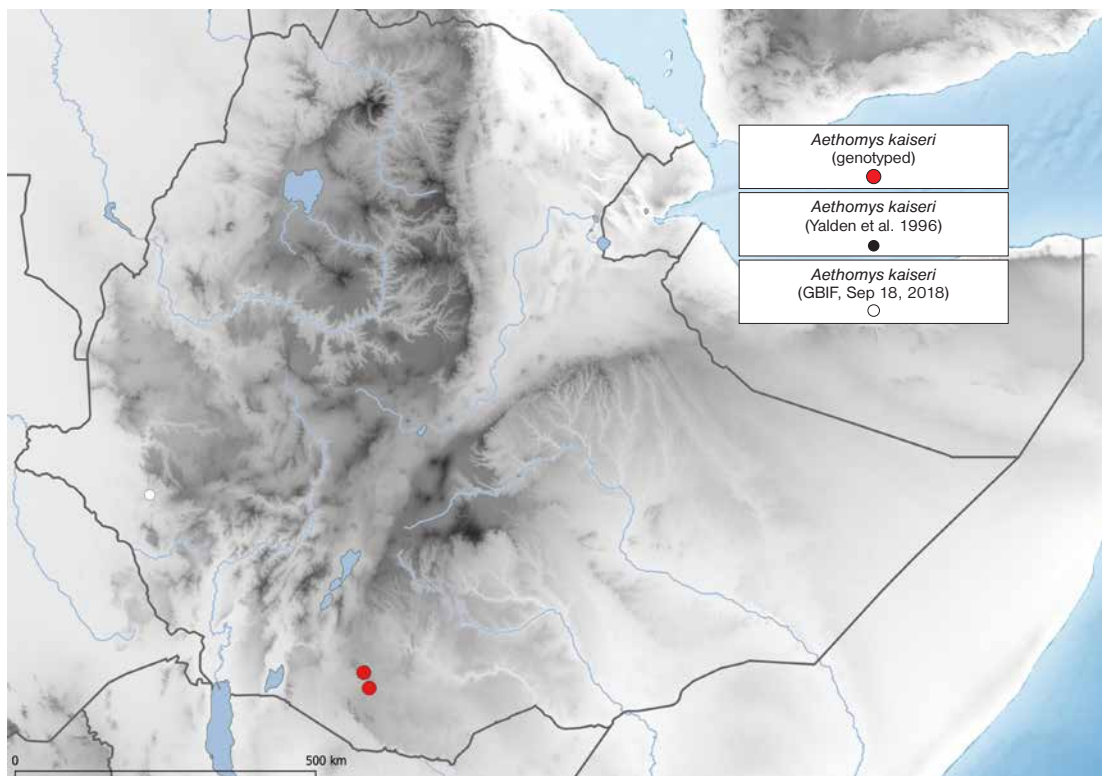 Aethomys kaiseri
(genotyped)
Aethomys kaiseri
(Yalden et al. 1996)
Aethomys kaiseri
(GBIF, Sep 18, 2018)
0
500 km